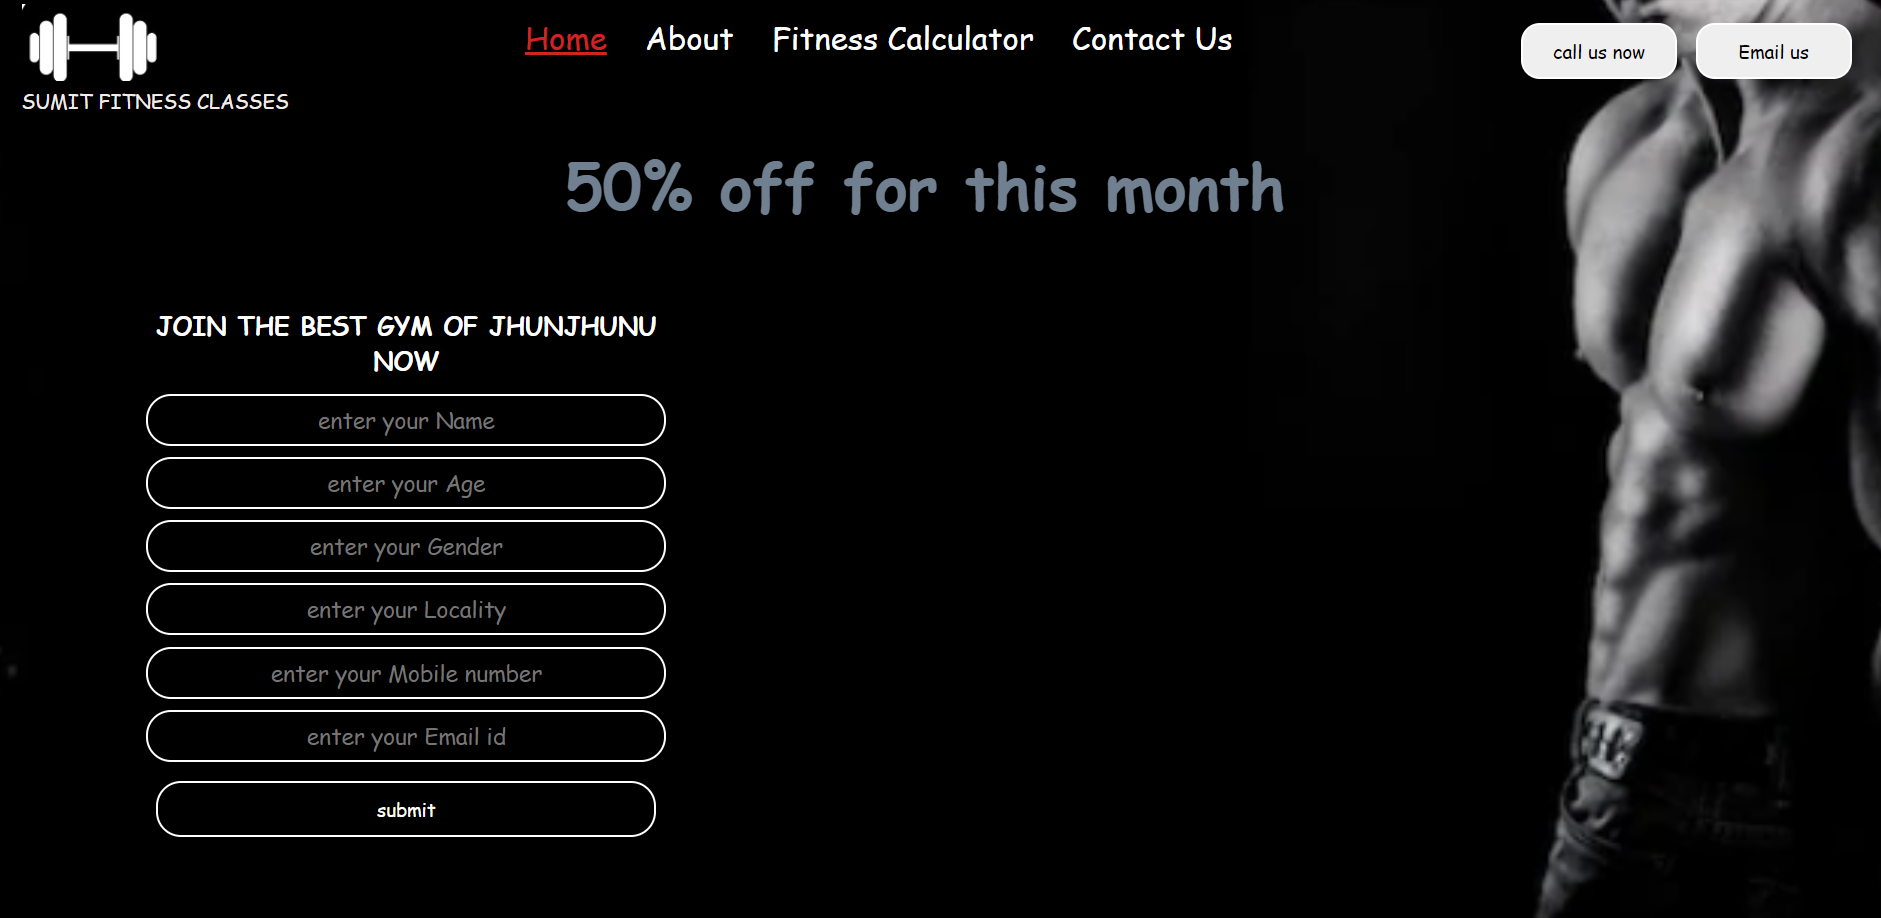 Home About Fitness Calculator Contact Us
call us now Email us
SUMIT FITNESS CLASSES
50% off for this month
JOIN THE BEST GYM OF JHUNJHUNU
NOW
enter your Name
enter your Age
enter your Gender
enter your Locality
enter your Mobile number
enter your Email id
submit